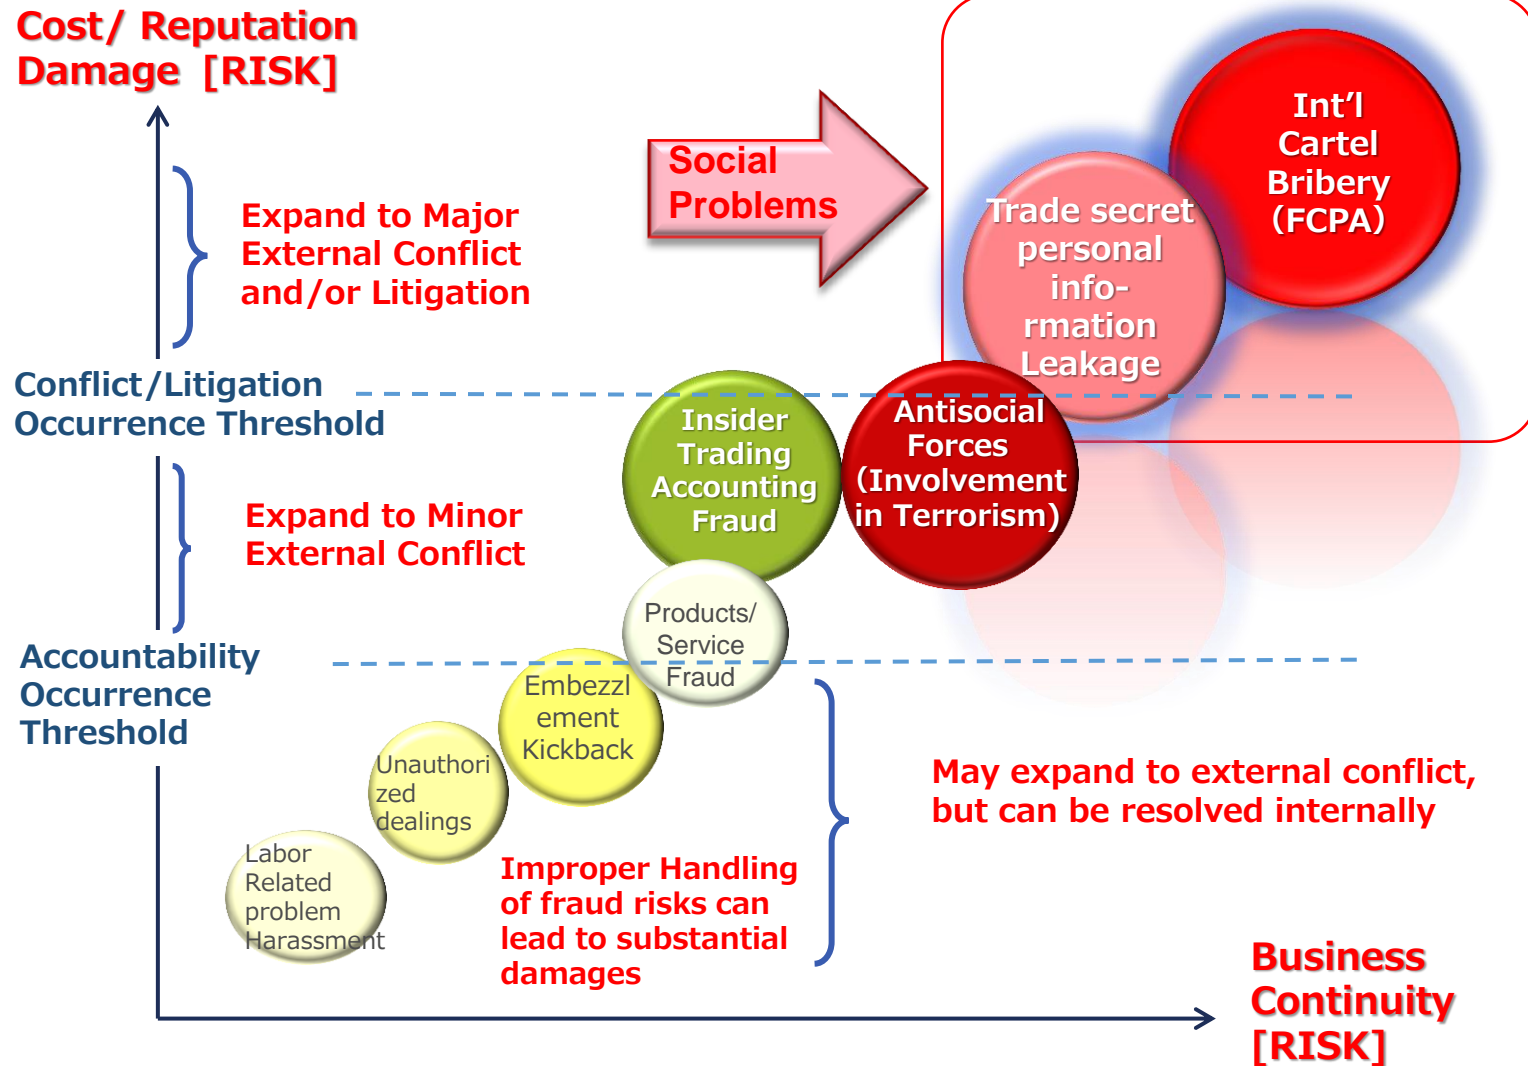 Cost/ Reputation
Damage [RISK]
Expand to Major
External Conflict
and/or Litigation
Social
Problems
Int’l
Cartel
Bribery
(FCPA)
Trade secret
personal
info-
rmation
Leakage
Conflict/Litigation
Occurrence Threshold
Insider
Trading
Accounting
Fraud
Antisocial
Forces
(Involvement
in Terrorism)
Expand to Minor
External Conflict
Products/
Service
Fraud
Accountability
Occurrence
Threshold
Embezzl
ement
Kickback
Unauthori
zed
dealings
Labor
Related
problem
Harassment
Improper Handling
of fraud risks can
lead to substantial
damages
May expand to external conflict,
but can be resolved internally
Business
Continuity
[RISK]